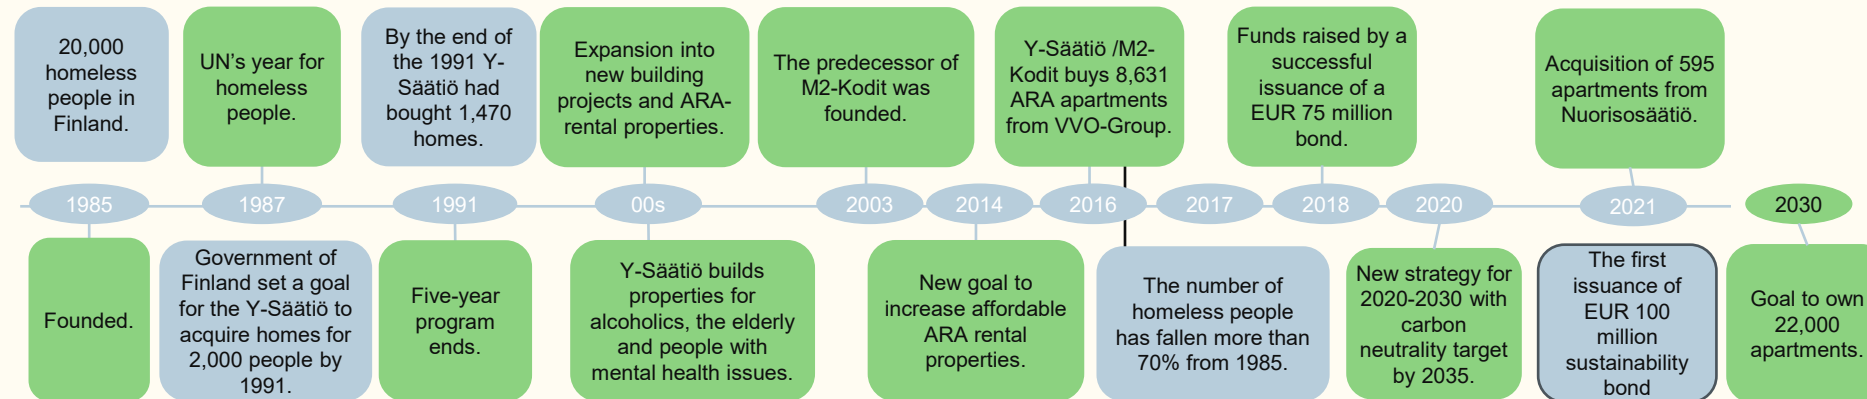 20,000
homeless
people in
Finland.
UN's year for
homeless
people.
By the end of
the 1991 Y-
Säätiö had
bought 1,470
homes.
Expansion into
new building
projects and ARA-
rental properties.
The predecessor of
M2-Kodit was
founded.
Y-Säätiö /M2-
Kodit buys 8,631
ARA apartments
from VVO-Group.
Funds raised by a
successful
issuance of a
EUR 75 million
bond.
Acquisition of 595
apartments from
Nuorisosäätiö.
1985
1987
1991
00s
2003
2014
2016
2017
2018
2020
2021
2030
Founded.
Government of
Finland set a goal
for the Y-Säätiö to
acquire homes for
2,000 people by
1991.
Five-year
program
ends.
Y-Säätiö builds
properties for
alcoholics, the elderly
and people with
mental health issues.
New goal to
increase affordable
ARA rental
properties.
The number of
homeless people
has fallen more than
70% from 1985.
New strategy for
2020-2030 with
carbon
neutrality target
by 2035.
The first
issuance of
EUR 100
million
sustainability
bond
Goal to own
22,000
apartments.